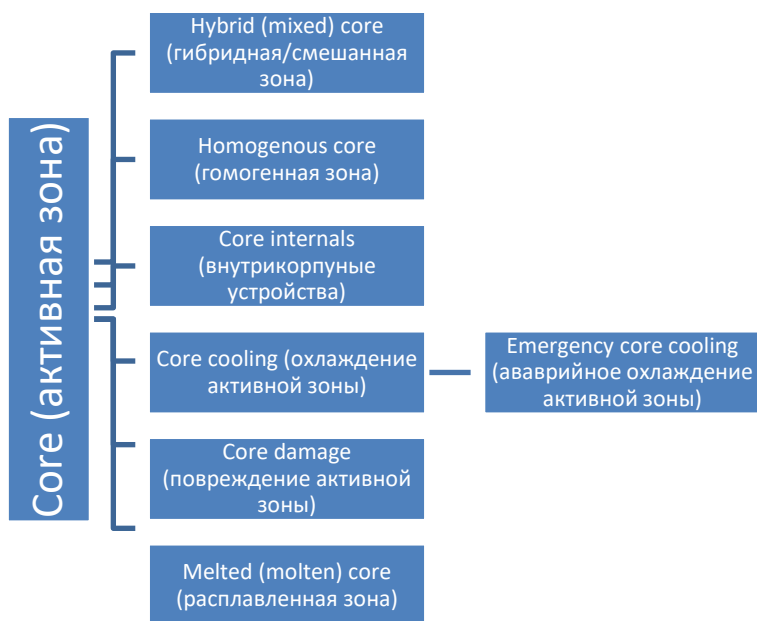 Core (активная зона)
Hybrid (mixed) core
(гибридная/смешанная
зона)
Homogenous core
(гомогенная зона)
Core internals
(внутрикорпуные
устройства)
Core cooling (охлаждение
активной зоны)
Emergency core cooling
(ававрийное охлаждение
активной зоны)
Core damage
(повреждение активной
зоны)
Melted (molten) core
(расплавленная зона)